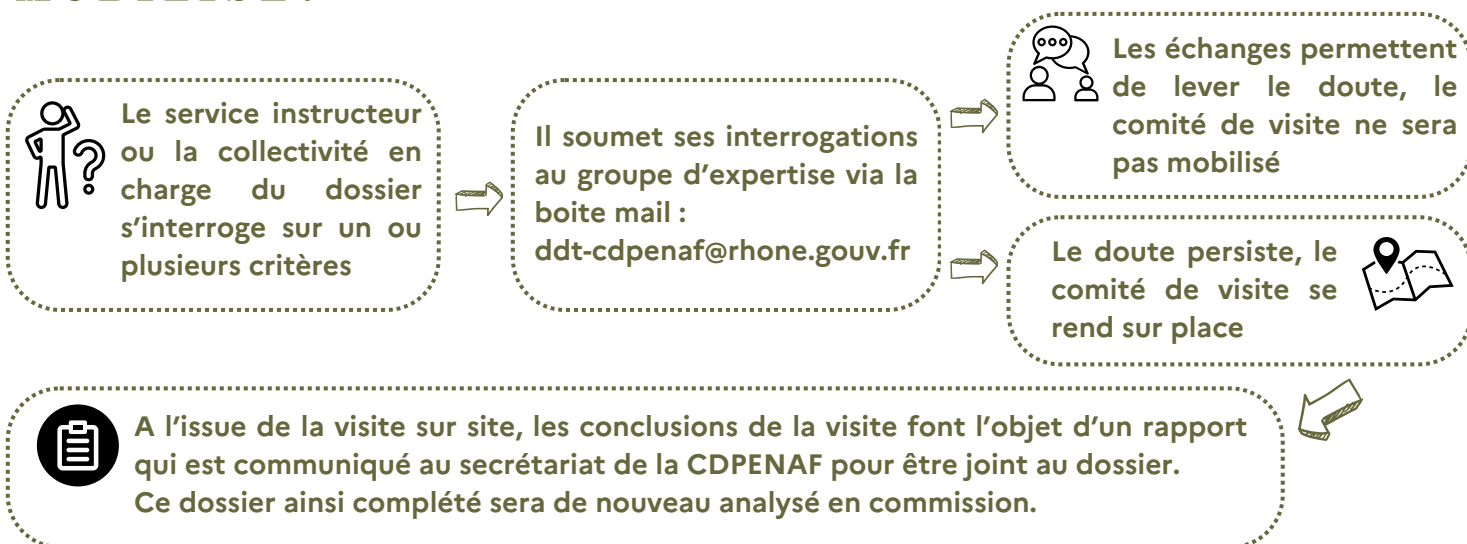 Le service instructeur
ou la collectivité en
charge du dossier
s'interroge sur un ou
plusieurs critères
Il soumet ses interrogations
au groupe d'expertise via la
boite mail :
ddt-cdpenaf@rhone.gouv.fr
Les échanges permettent
de lever le doute, le
comité de visite ne sera
pas mobilisé
Le doute persiste, le
comité de visite se
rend sur place
A l'issue de la visite sur site, les conclusions de la visite font l'objet d'un rapport
qui est communiqué au secrétariat de la CDPENAF pour être joint au dossier.
Ce dossier ainsi complété sera de nouveau analysé en commission.